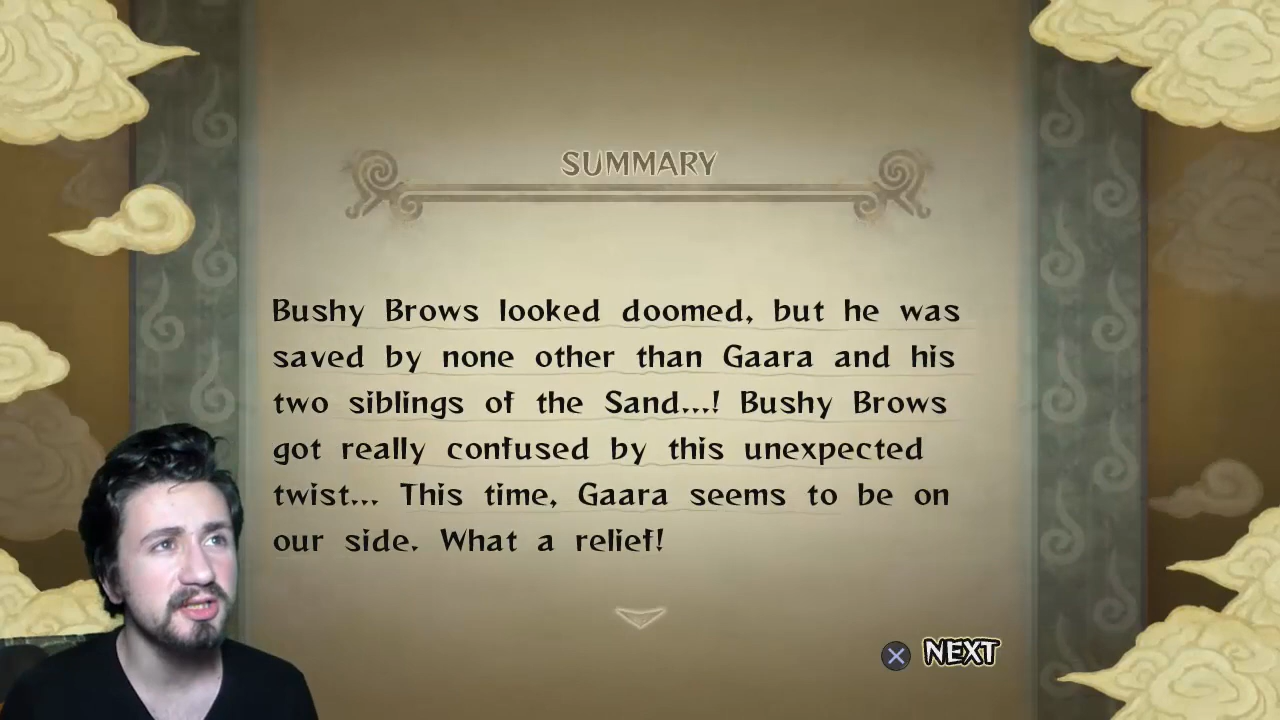 SUMMARY
Bushy Brows looked doomed, but he was
saved by none other than Gaara and his
two siblings of the Sand...! Bushy Brows
got really confused by this unexpected
twist... This time, Gaara seems to be on
our side. What a relief!
NEXT